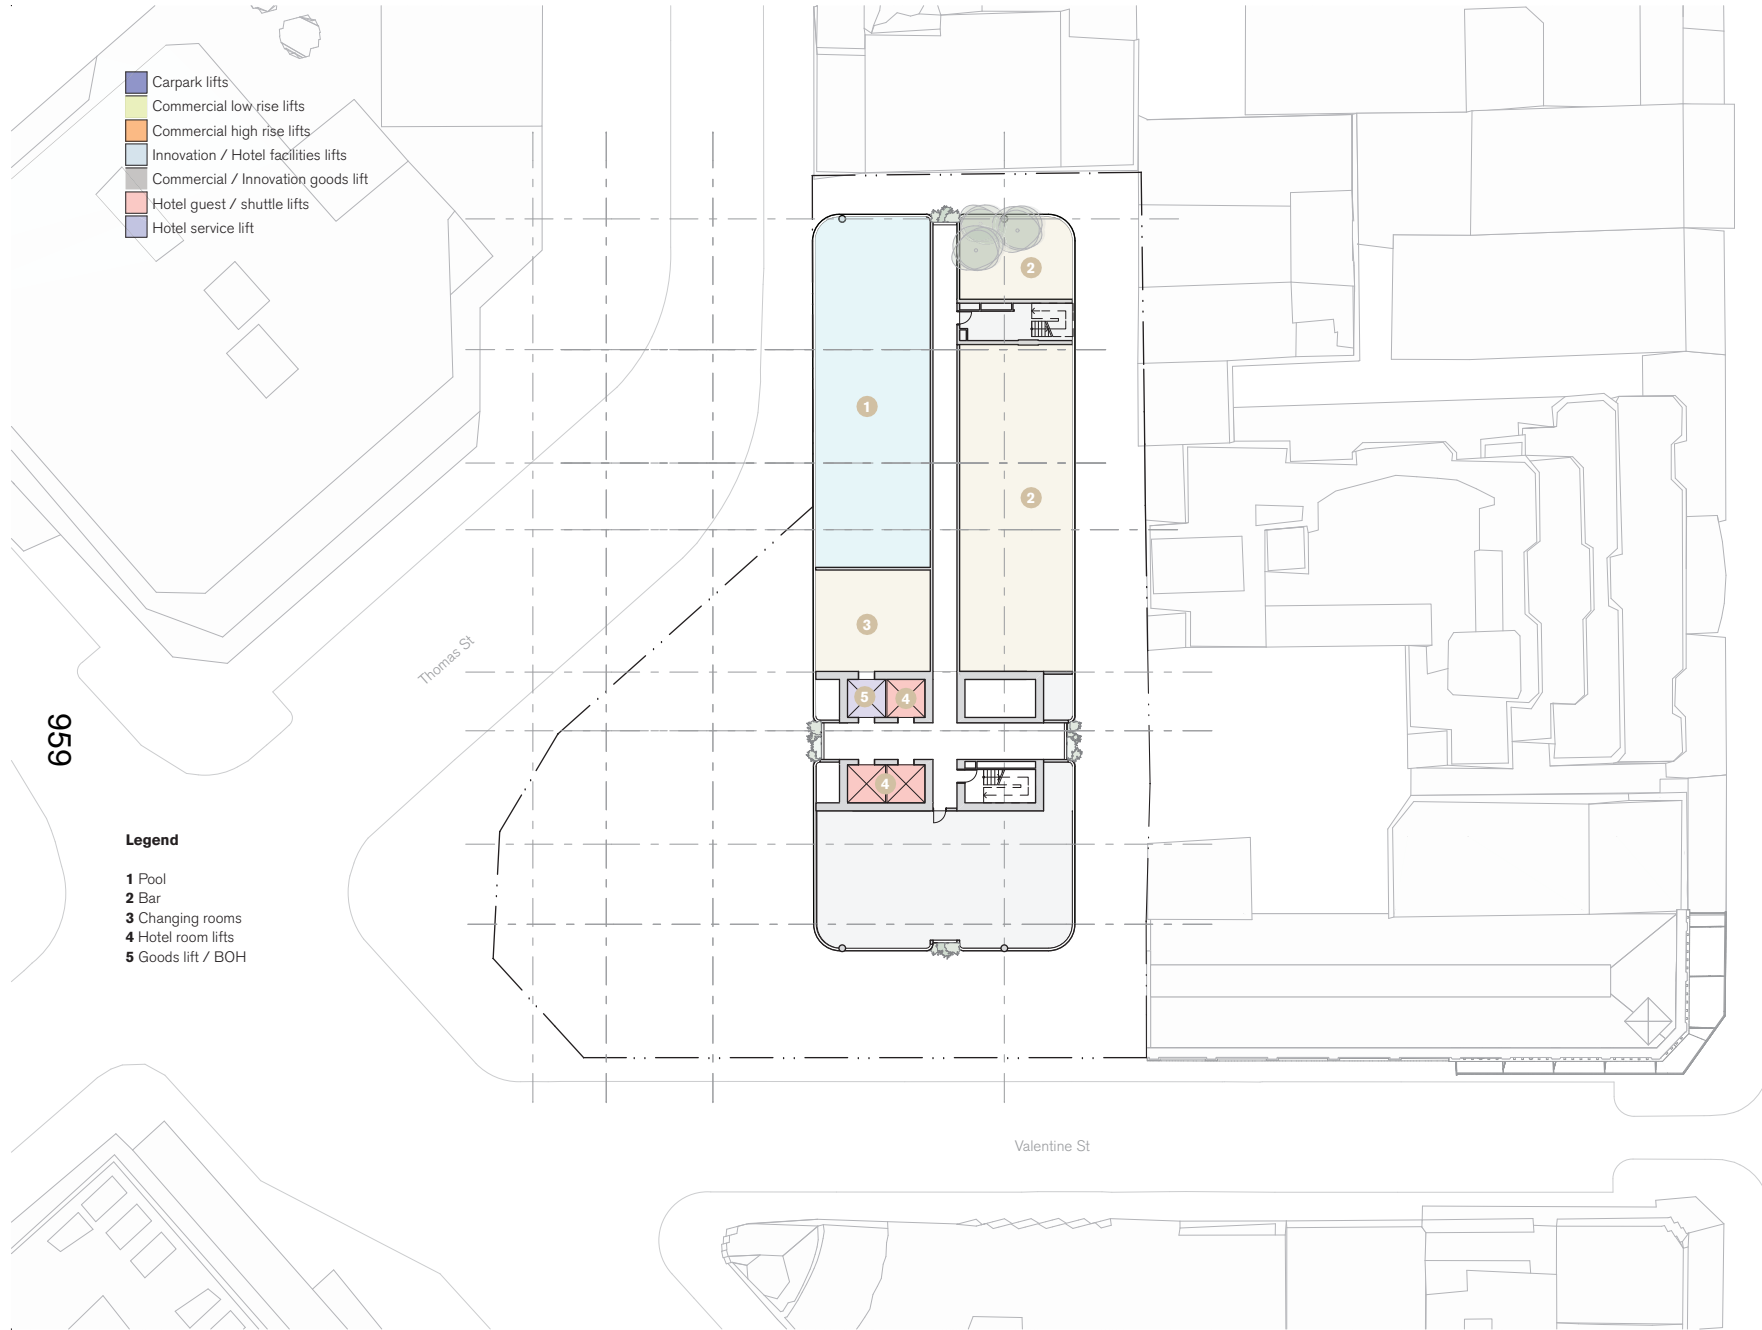 Carpark lifts
Commercial low rise lifts
Commercial high rise lifts
Innovation / Hotel facilities lifts
Commercial / Innovation goods lift
Hotel guest / shuttle lifts
Hotel service lift
2
1
2
3
Thomas St
5
4
959
4
Legend
1 Pool
2 Bar
3 Changing rooms
4 Hotel room lifts
5 Goods lift / BOH
Valentine St